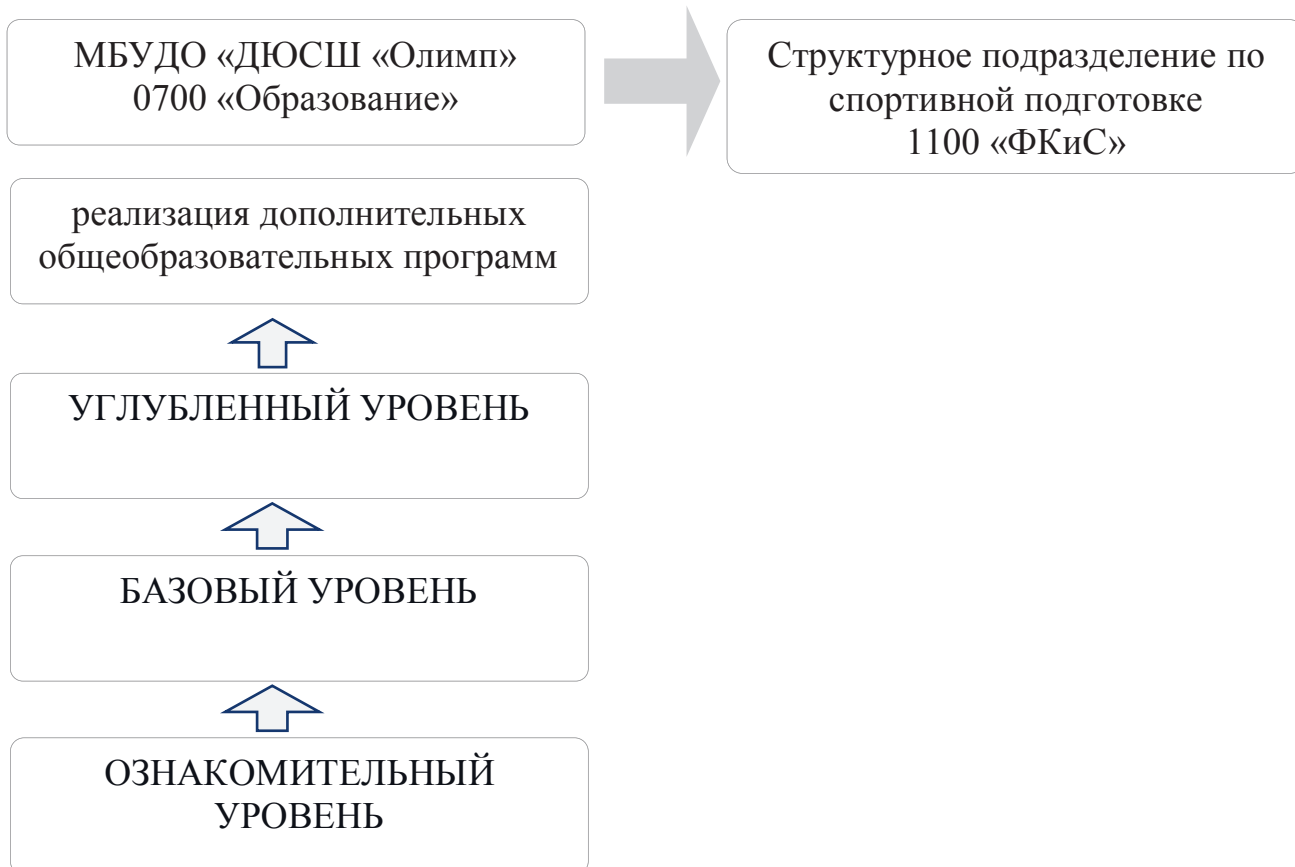 МБУДО «ДЮСШ «Олимп»
0700 «Образование»
Структурное подразделение по
спортивной подготовке
1100 «ФКиС»
реализация дополнительных
общеобразовательных программ
УГЛУБЛЕННЫЙ УРОВЕНЬ
БАЗОВЫЙ УРОВЕНЬ
ОЗНАКОМИТЕЛЬНЫЙ
УРОВЕНЬ